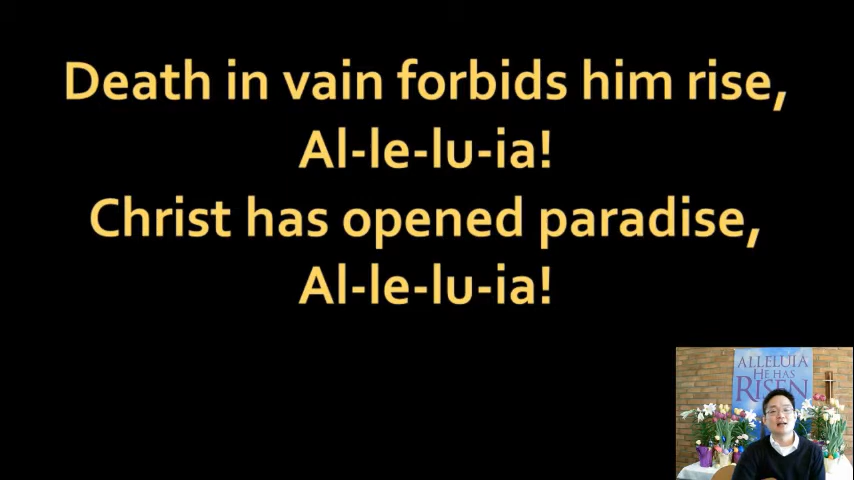 Death in vain forbids him rise,
Al-le-lu-ia!
Christ has opened paradise,
Al-le-lu-ia!
ALLELUIA
HE HAS
RISEN